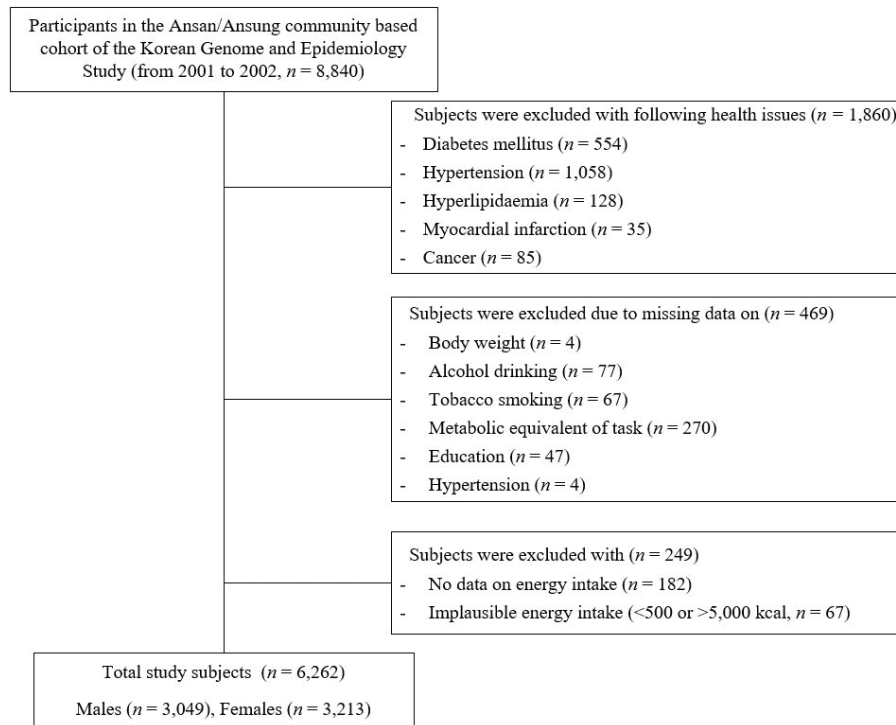 Participants in the Ansan/Ansung community based
cohort of the Korean Genome and Epidemiology
Study (from 2001 to 2002, n = 8,840)
Subjects were excluded with following health issues (n = 1,860)
- Diabetes mellitus (n = 554)
- Hypertension (n = 1,058)
- Hyperlipidaemia (n = 128)
- Myocardial infarction (n = 35)
- Cancer (n = 85)
Subjects were excluded due to missing data on (n = 469)
- Body weight (n = 4)
- Alcohol drinking (n = 77)
- Tobacco smoking (n = 67)
- Metabolic equivalent of task (n = 270)
- Education (n = 47)
- Hypertension (n = 4)
Subjects were excluded with (n = 249)
- No data on energy intake (n = 182)
- Implausible energy intake (<500 or >5,000 kcal, n = 67)
Total study subjects (n = 6,262)
Males (n = 3,049), Females (n = 3,213)